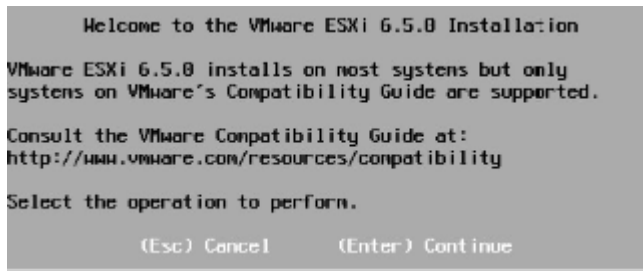 Welcome to the VMware ESXi 6.5.0 Installation
VMware ESXi 6.5.0 installs on most systems but only
systems on VMware's Compatibility Guide are supported.
Consult the VMware Compatibility Guide at:
http://www.vmware.com/resources/compatibility
Select the operation to perform.
(Esc) Cancel (Enter) Continue